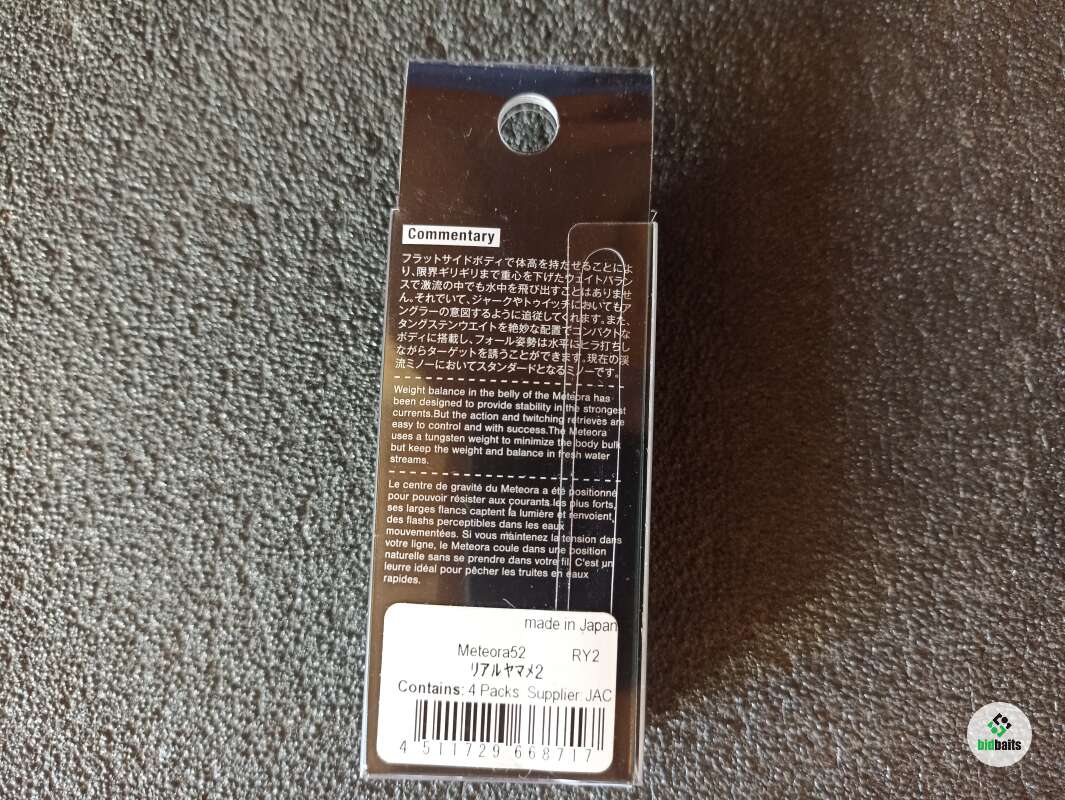 Commentary
フラットサイドボディで体高を持たせることによ
り、限界ギリギリまで重心を下げたウェイトバラン
スで激流の中でも水中を飛び出すことはありませ
ん。それでいて、ジャークやトゥイッチにおいてもア
ングラーの意図するように追従してくれます。また、
タングステンウエイトを絶妙な配置でコンパクトな
ボディに搭載し、フォール姿勢は水平にヒラ打ちし
ながらターゲットを誘うことができます。現在の渓
流ミノーにおいてスタンダードとなるミノーです。
Weight balance in the belly of the Meteora has
been designed to provide stability in the strongest
currents.But the action and twitching retrieves are
easy to control and with success.The Meteora
uses a tungsten weight to minimize the body bulk
but keep the weight and balance in fresh water
streams.
Le centre de gravité du Meteora a été positionné
pour pouvoir résister aux courants les plus forts,
ses larges flancs captent la lumière et renvoient
des flashs perceptibles dans les eaux
mouvementées. Si vous maintenez la tension dans
votre ligne, le Meteora coule dans une position
naturelle sans se prendre dans votre fil. C'est un
leurre idéal pour pêcher les truites en eaux
rapides.
made in Japan
Meteora52 RY2
リアルヤマメ2
Contains: 4 Packs Supplier: JAC
4 511729 668717
bidbaits